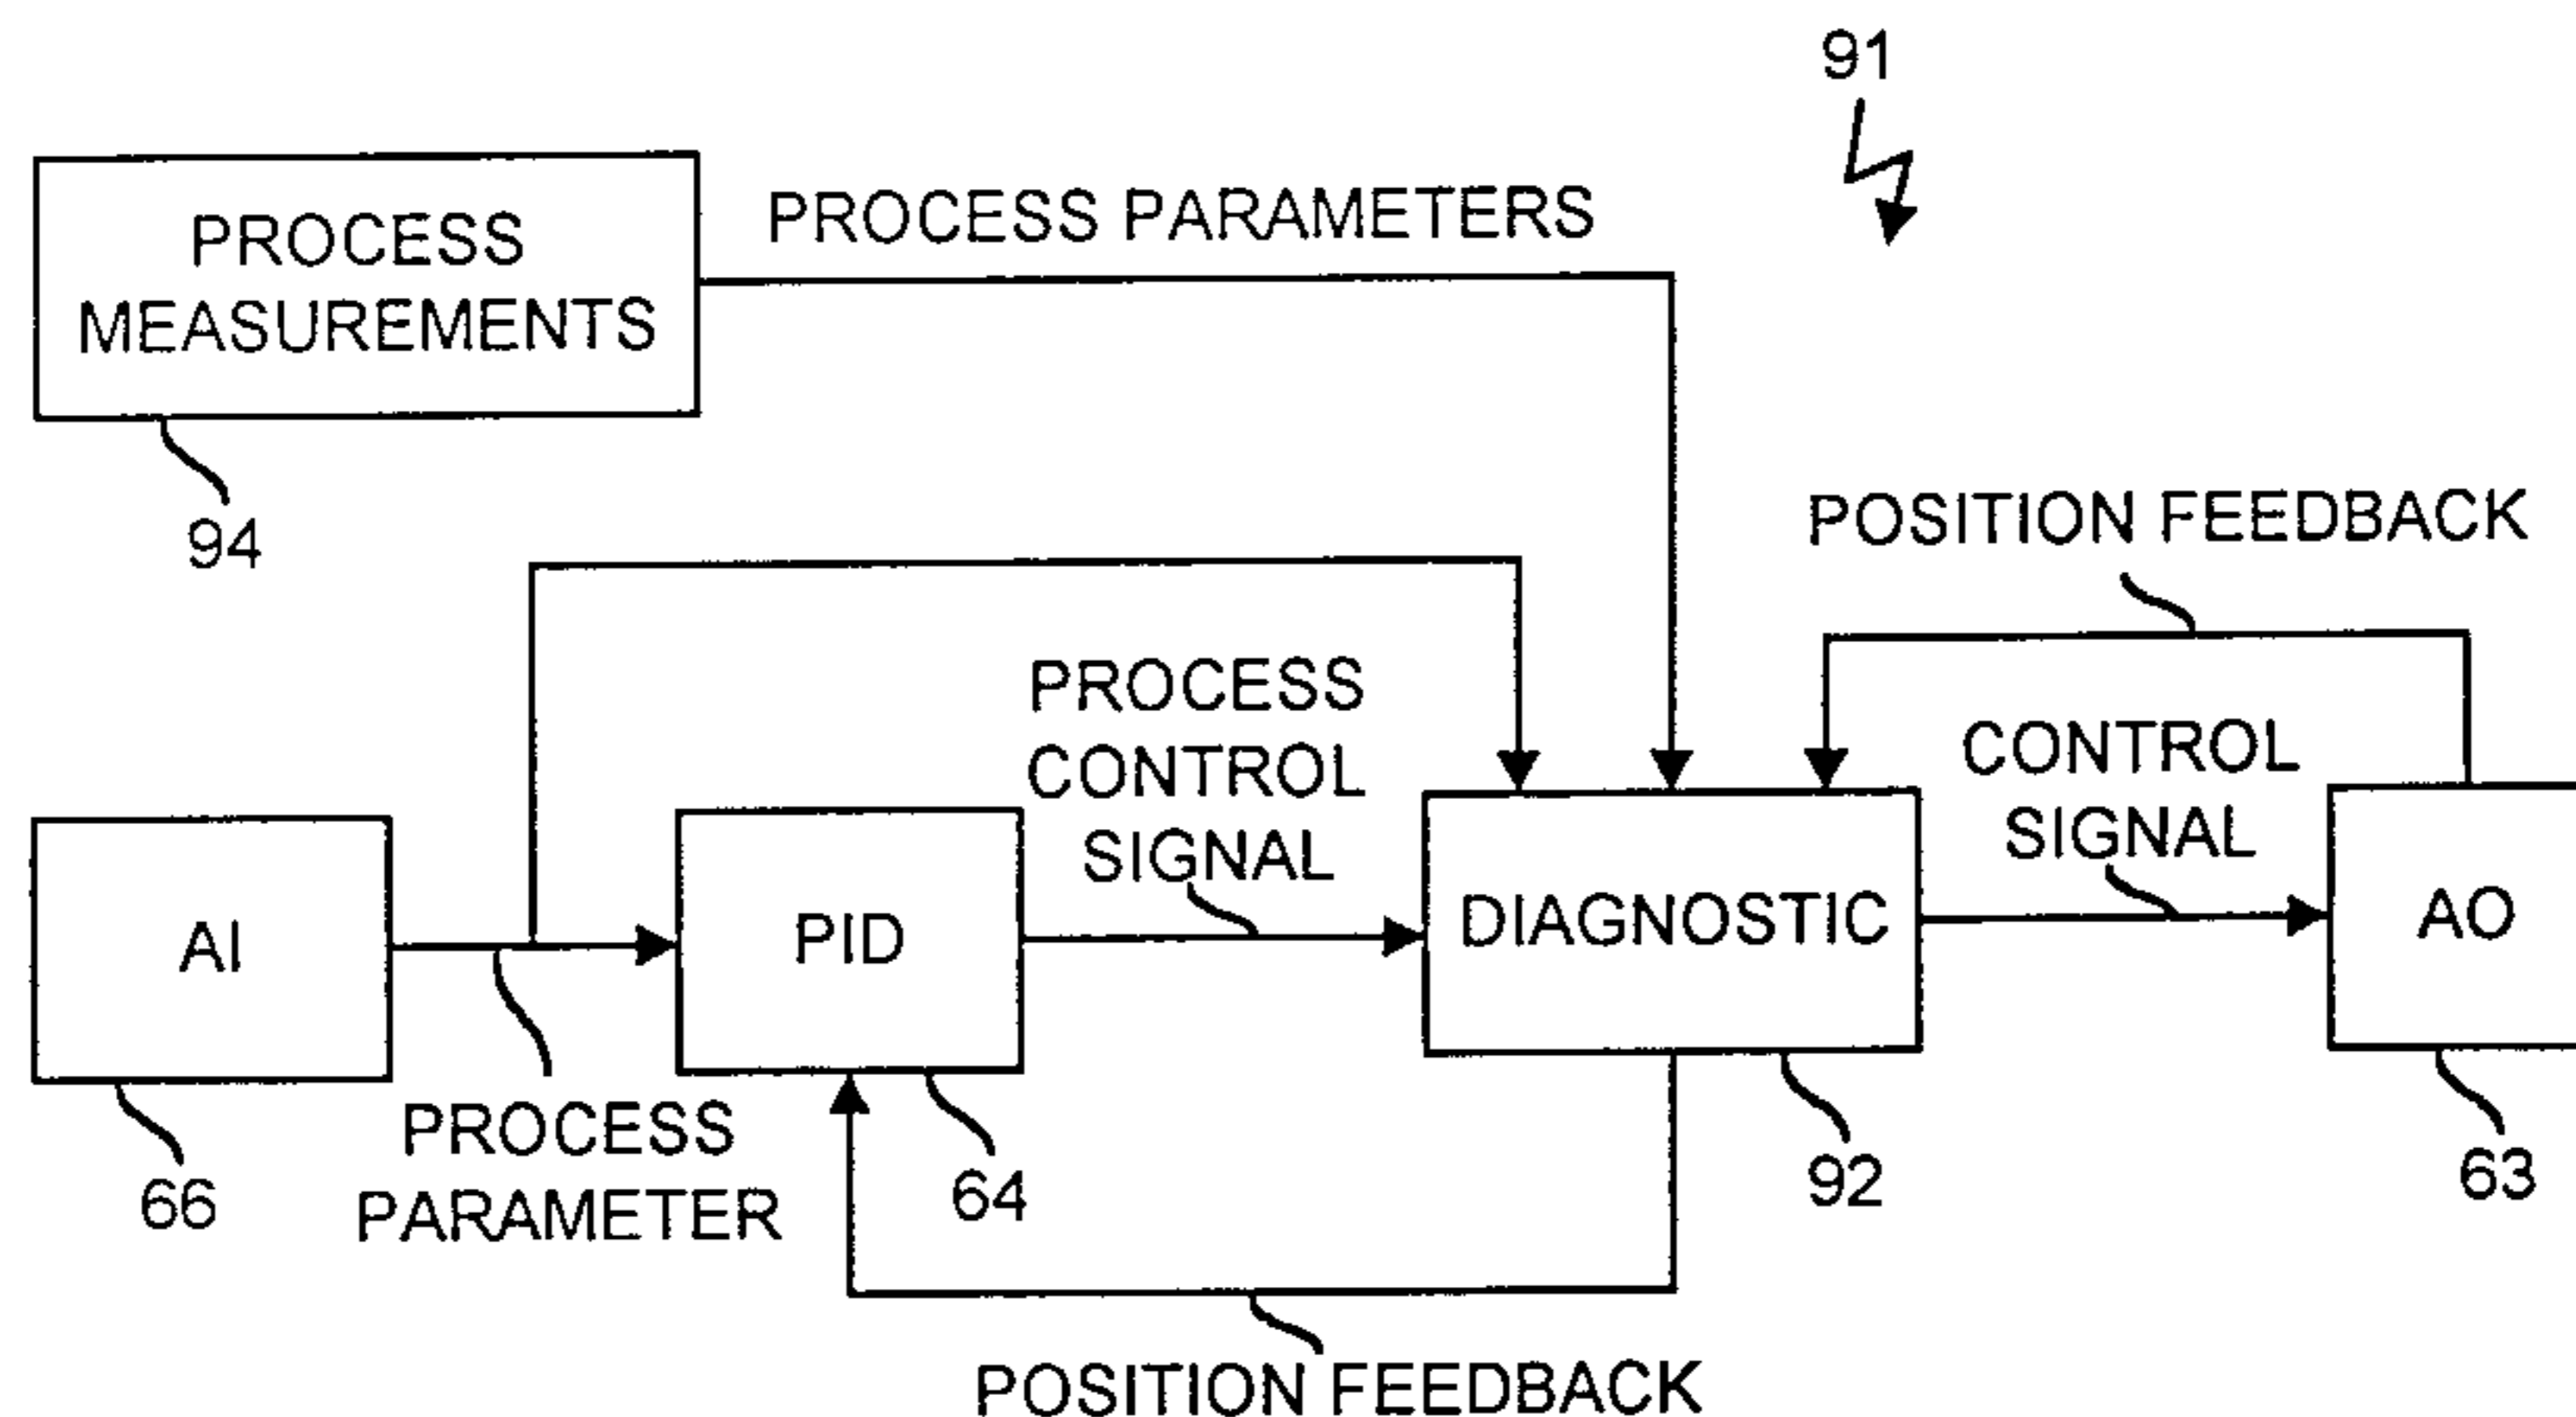 91
PROCESS
MEASUREMENTS
PROCESS PARAMETERS
94
POSITION FEEDBACK
PROCESS
CONTROL
SIGNAL
CONTROL
SIGNAL
AI
PID
DIAGNOSTIC
AO
PROCESS
PARAMETER
66
64
92
63
POSITION FEEDBACK